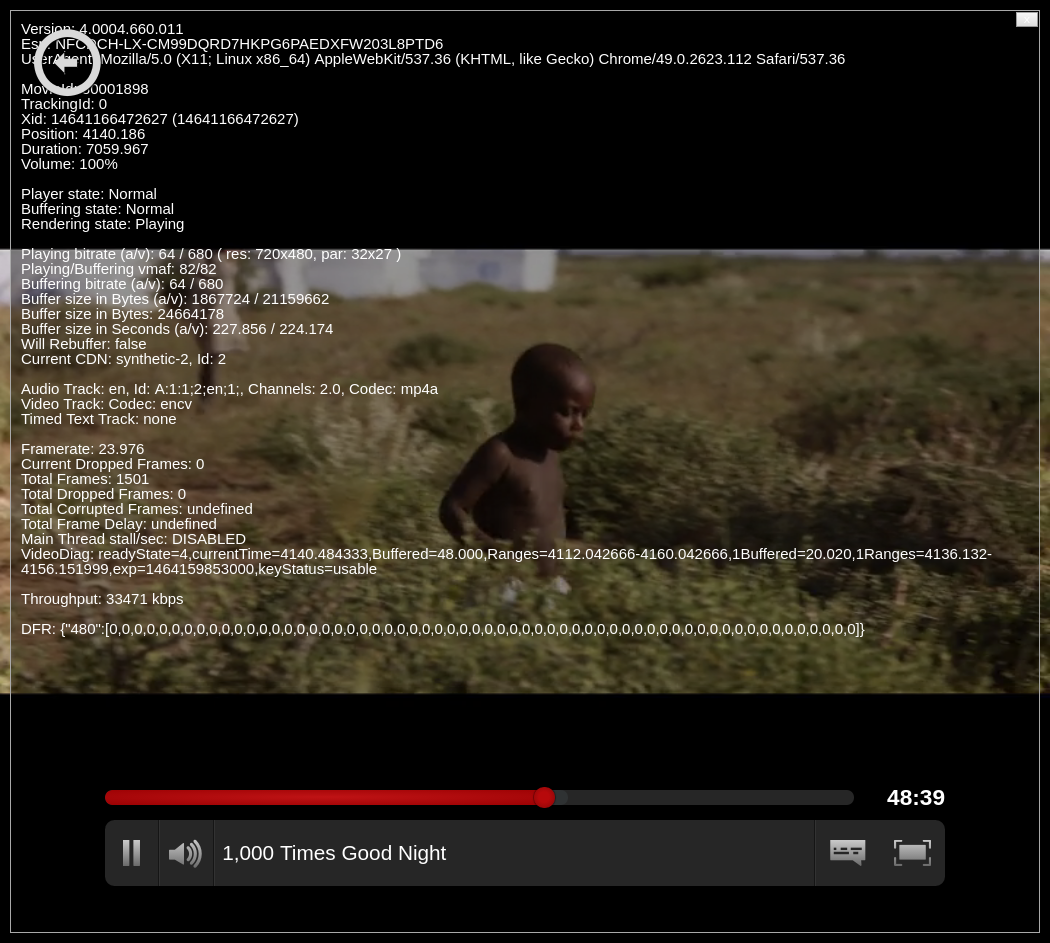 Version: 4.0004.660.011
Esn: NFCDCH-LX-CM99DQRD7HKPG6PAEDXFW203L8PTD6
UserAgent: Mozilla/5.0 (X11; Linux x86_64) AppleWebKit/537.36 (KHTML, like Gecko) Chrome/49.0.2623.112 Safari/537.36
MovieId: 80001898
TrackingId: 0
Xid: 14641166472627 (14641166472627)
Position: 4140.186
Duration: 7059.967
Volume: 100%
Player state: Normal
Buffering state: Normal
Rendering state: Playing
Playing bitrate (a/v): 64 / 680 ( res: 720x480, par: 32x27 )
Playing/Buffering vmaf: 82/82
Buffering bitrate (a/v): 64 / 680
Buffer size in Bytes (a/v): 1867724 / 21159662
Buffer size in Bytes: 24664178
Buffer size in Seconds (a/v): 227.856 / 224.174
Will Rebuffer: false
Current CDN: synthetic-2, Id: 2
Audio Track: en, Id: A:1:1;2;en;1;, Channels: 2.0, Codec: mp4a
Video Track: Codec: encv
Timed Text Track: none
Framerate: 23.976
Current Dropped Frames: 0
Total Frames: 1501
Total Dropped Frames: 0
Total Corrupted Frames: undefined
Total Frame Delay: undefined
Main Thread stall/sec: DISABLED
VideoDiag: readyState=4,currentTime=4140.484333,Buffered=48.000,Ranges=4112.042666-4160.042666,1Buffered=20.020,1Ranges=4136.132-
4156.151999,exp=1464159853000,keyStatus=usable
Throughput: 33471 kbps
DFR: {"480":[0,0,0,0,0,0,0,0,0,0,0,0,0,0,0,0,0,0,0,0,0,0,0,0,0,0,0,0,0,0,0,0,0,0,0,0,0,0,0,0,0,0,0,0,0,0,0,0,0,0,0,0,0,0,0,0,0,0,0,0]}
48:39
1,000 Times Good Night